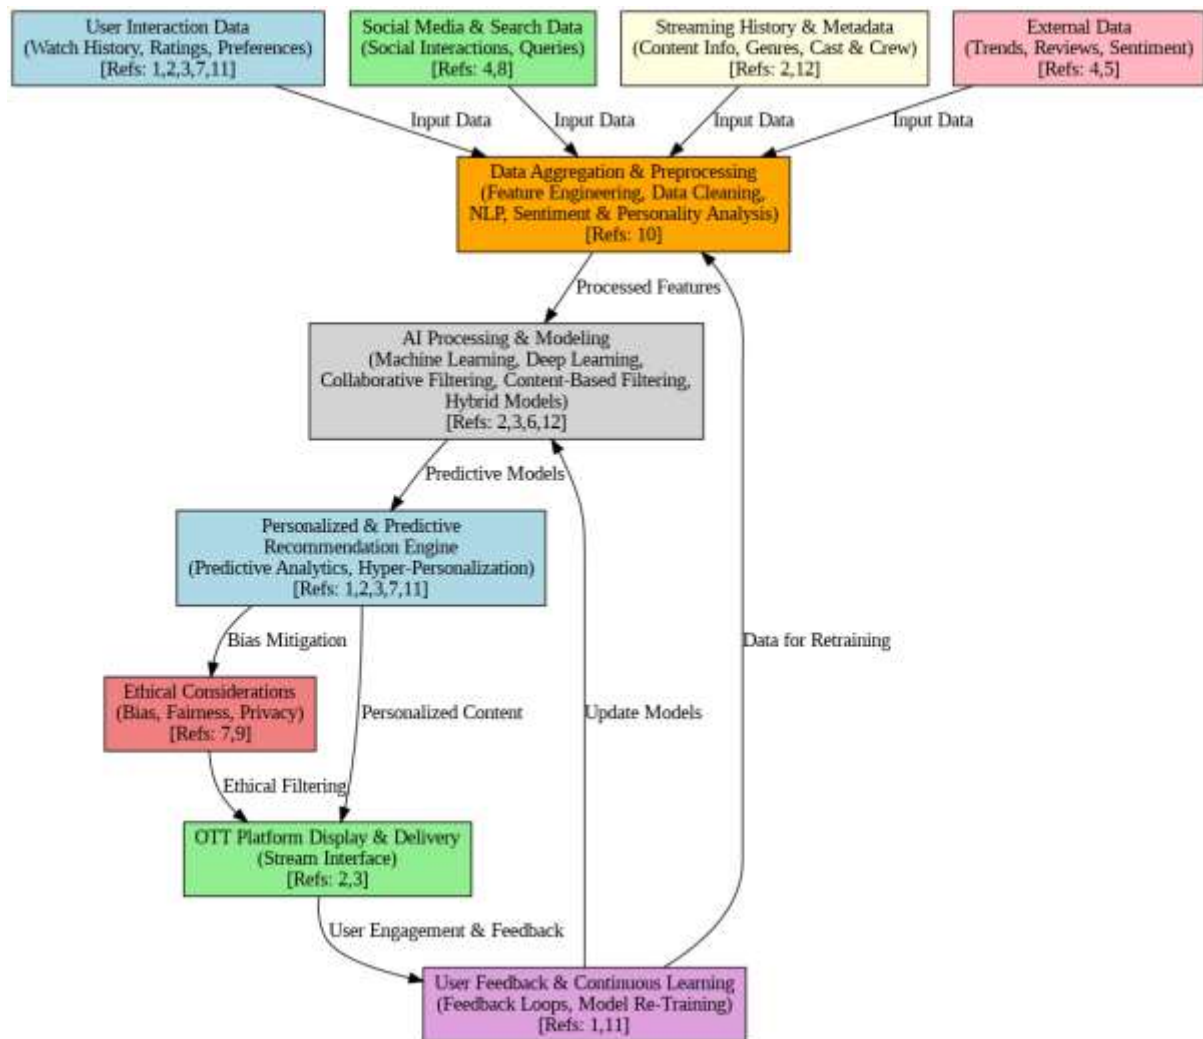 User Interaction Data
(Watch History, Ratings, Preferences)
[Refs: 1,2,3,7,11]
Social Media & Search Data
(Social Interactions, Queries)
[Refs: 4,8]
Streaming History & Metadata
(Content Info, Genres, Cast & Crew)
[Refs: 2,12]
External Data
(Trends, Reviews, Sentiment)
[Refs: 4,5]
Input Data
Input Data
Input Data
Input Data
Data Aggregation & Preprocessing
(Feature Engineering, Data Cleaning,
NLP, Sentiment & Personality Analysis)
[Refs: 10]
Processed Features
AI Processing & Modeling
(Machine Learning, Deep Learning,
Collaborative Filtering, Content-Based Filtering,
Hybrid Models)
[Refs: 2,3,6,12]
Predictive Models
Personalized & Predictive
Recommendation Engine
(Predictive Analytics, Hyper-Personalization)
[Refs: 1,2,3,7,11]
Bias Mitigation
Data for Retraining
Ethical Considerations
(Bias, Fairness, Privacy)
[Refs: 7,9]
Personalized Content
Update Models
Ethical Filtering
OTT Platform Display & Delivery
(Stream Interface)
[Refs: 2,3]
User Engagement & Feedback
User Feedback & Continuous Learning
(Feedback Loops, Model Re-Training)
[Refs: 1,11]